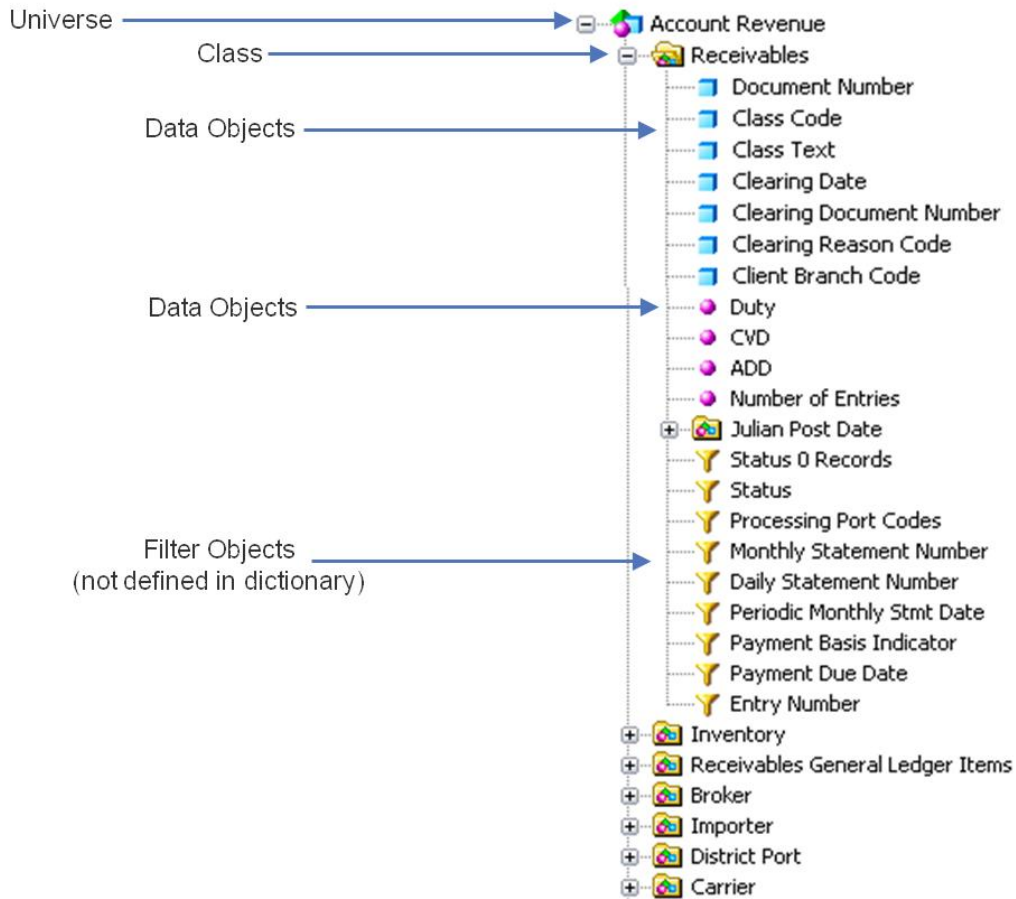 Universe
Account Revenue
Class
Receivables
Document Number
Class Code
Data Objects
Class Text
Clearing Date
Clearing Document Number
Clearing Reason Code
Client Branch Code
Data Objects
Duty
CVD
ADD
Number of Entries
Julian Post Date
Status 0 Records
Status
Processing Port Codes
Filter Objects
(not defined in dictionary)
Monthly Statement Number
Daily Statement Number
Periodic Monthly Stmt Date
Payment Basis Indicator
Payment Due Date
Entry Number
Inventory
Receivables General Ledger Items
Broker
Importer
District Port
Carrier